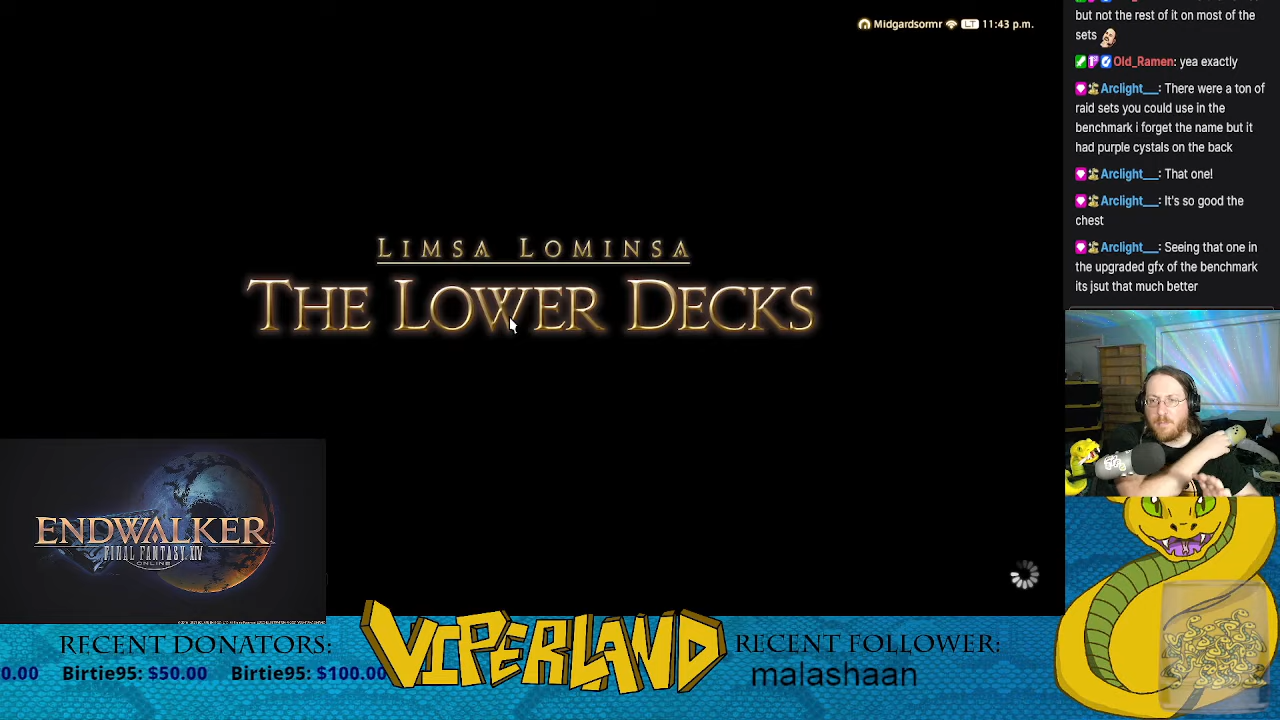 Midgardsormr LT 11:43 p.m.
but not the rest of it on most of the
sets
Old_Ramen: yea exactly
Arclight__: There were a ton of
raid sets you could use in the
benchmark i forget the name but it
had purple cystals on the back
Arclight__: That one!
Arclight__: It's so good the
chest
Arclight__: Seeing that one in
the upgraded gfx of the benchmark
its jsut that much better
LIMSA LOMINSA
THE LOWER DECKS
ENDWALKER
FINAL FANTASY XIV
ONLINE
RECENT DONATORS:
0.00 Birtie95: $50.00 Birtie95: $100.00
VIPERLAND
RECENT FOLLOWER:
malashaan